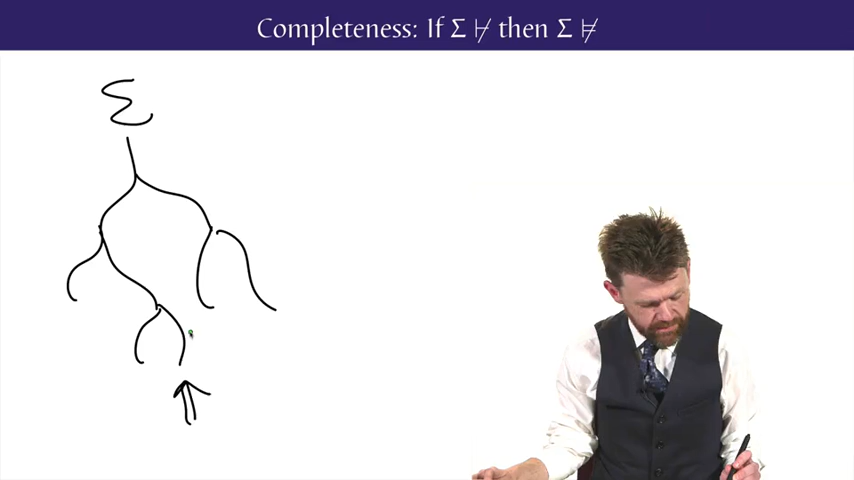 Completeness: If Σ ⊬ then Σ ⊭
Σ